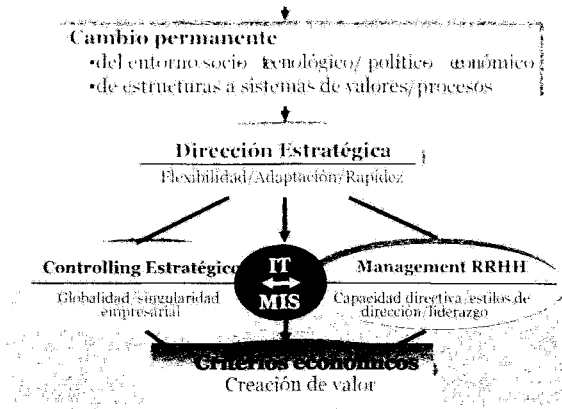 Cambio permanente
•del entorno socio tecnológico/ político económico
•de estructuras a sistemas de valores/procesos
Dirección Estratégica
Flexibilidad/Adaptación/Rapidez
Controlling Estratégico
Globalidad/singularidad
empresarial
IT
MIS
Management RRHH
Capacidad directiva/estilos de
dirección/liderazgo
Criterios económicos
Creación de valor